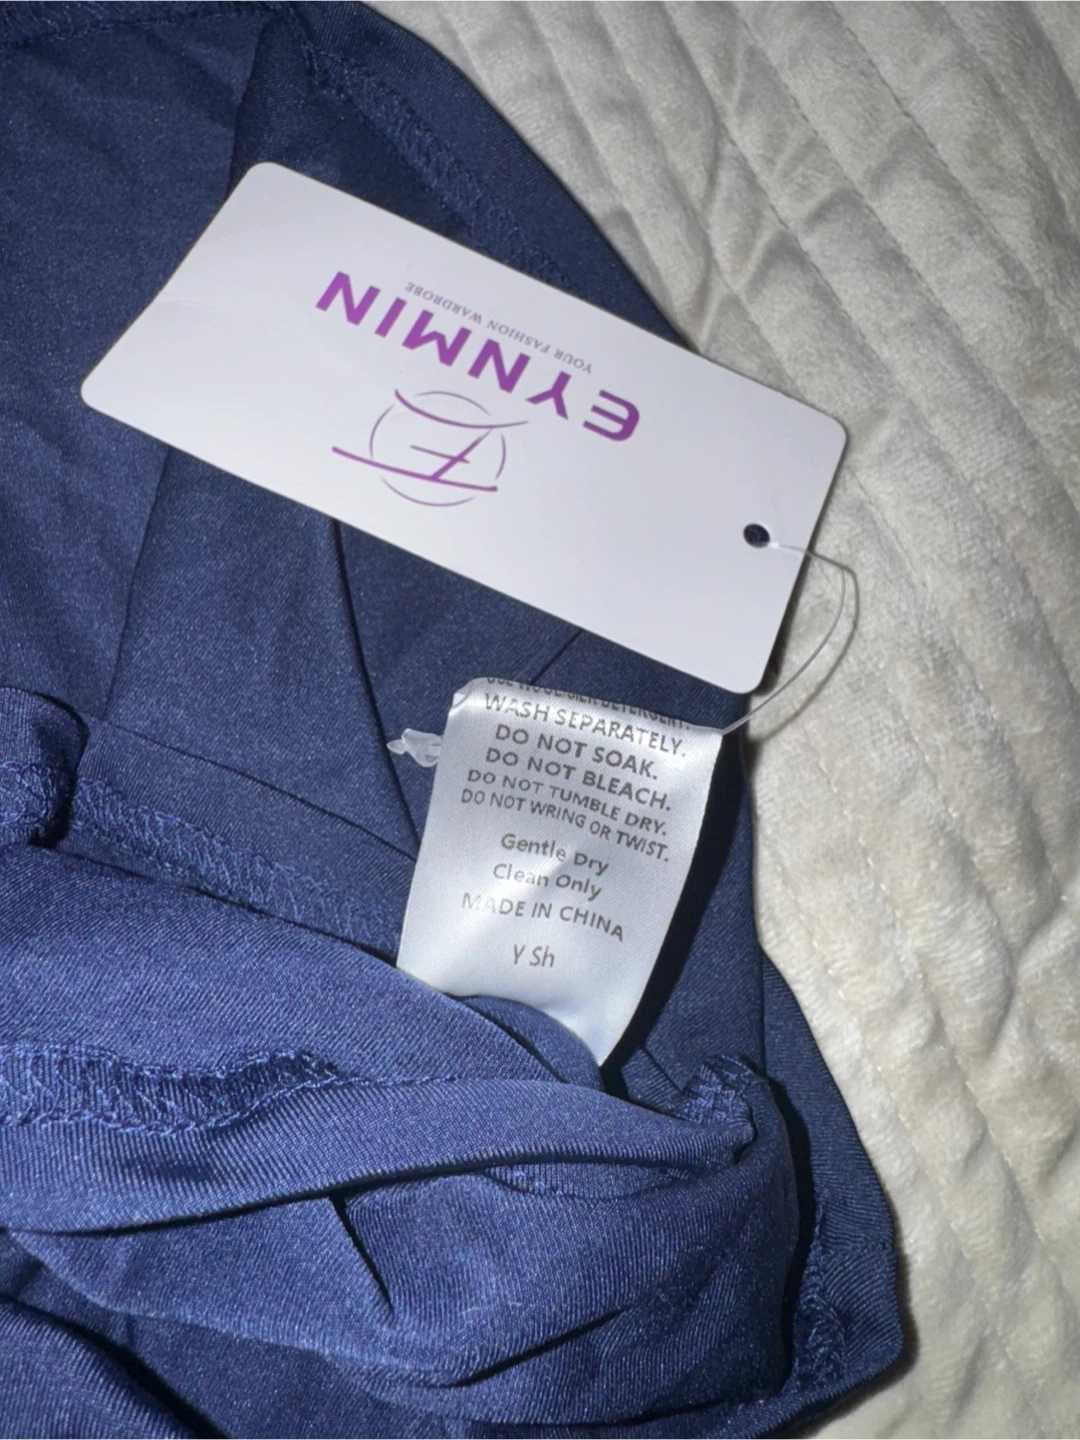 EYNMIN
YOUR FASHION WARDROBE
DETERGENT.
WASH SEPARATELY.
DO NOT SOAK.
DO NOT BLEACH.
DO NOT TUMBLE DRY.
DO NOT WRING OR TWIST.
Gentle Dry
Clean Only
MADE IN CHINA
Y Sh